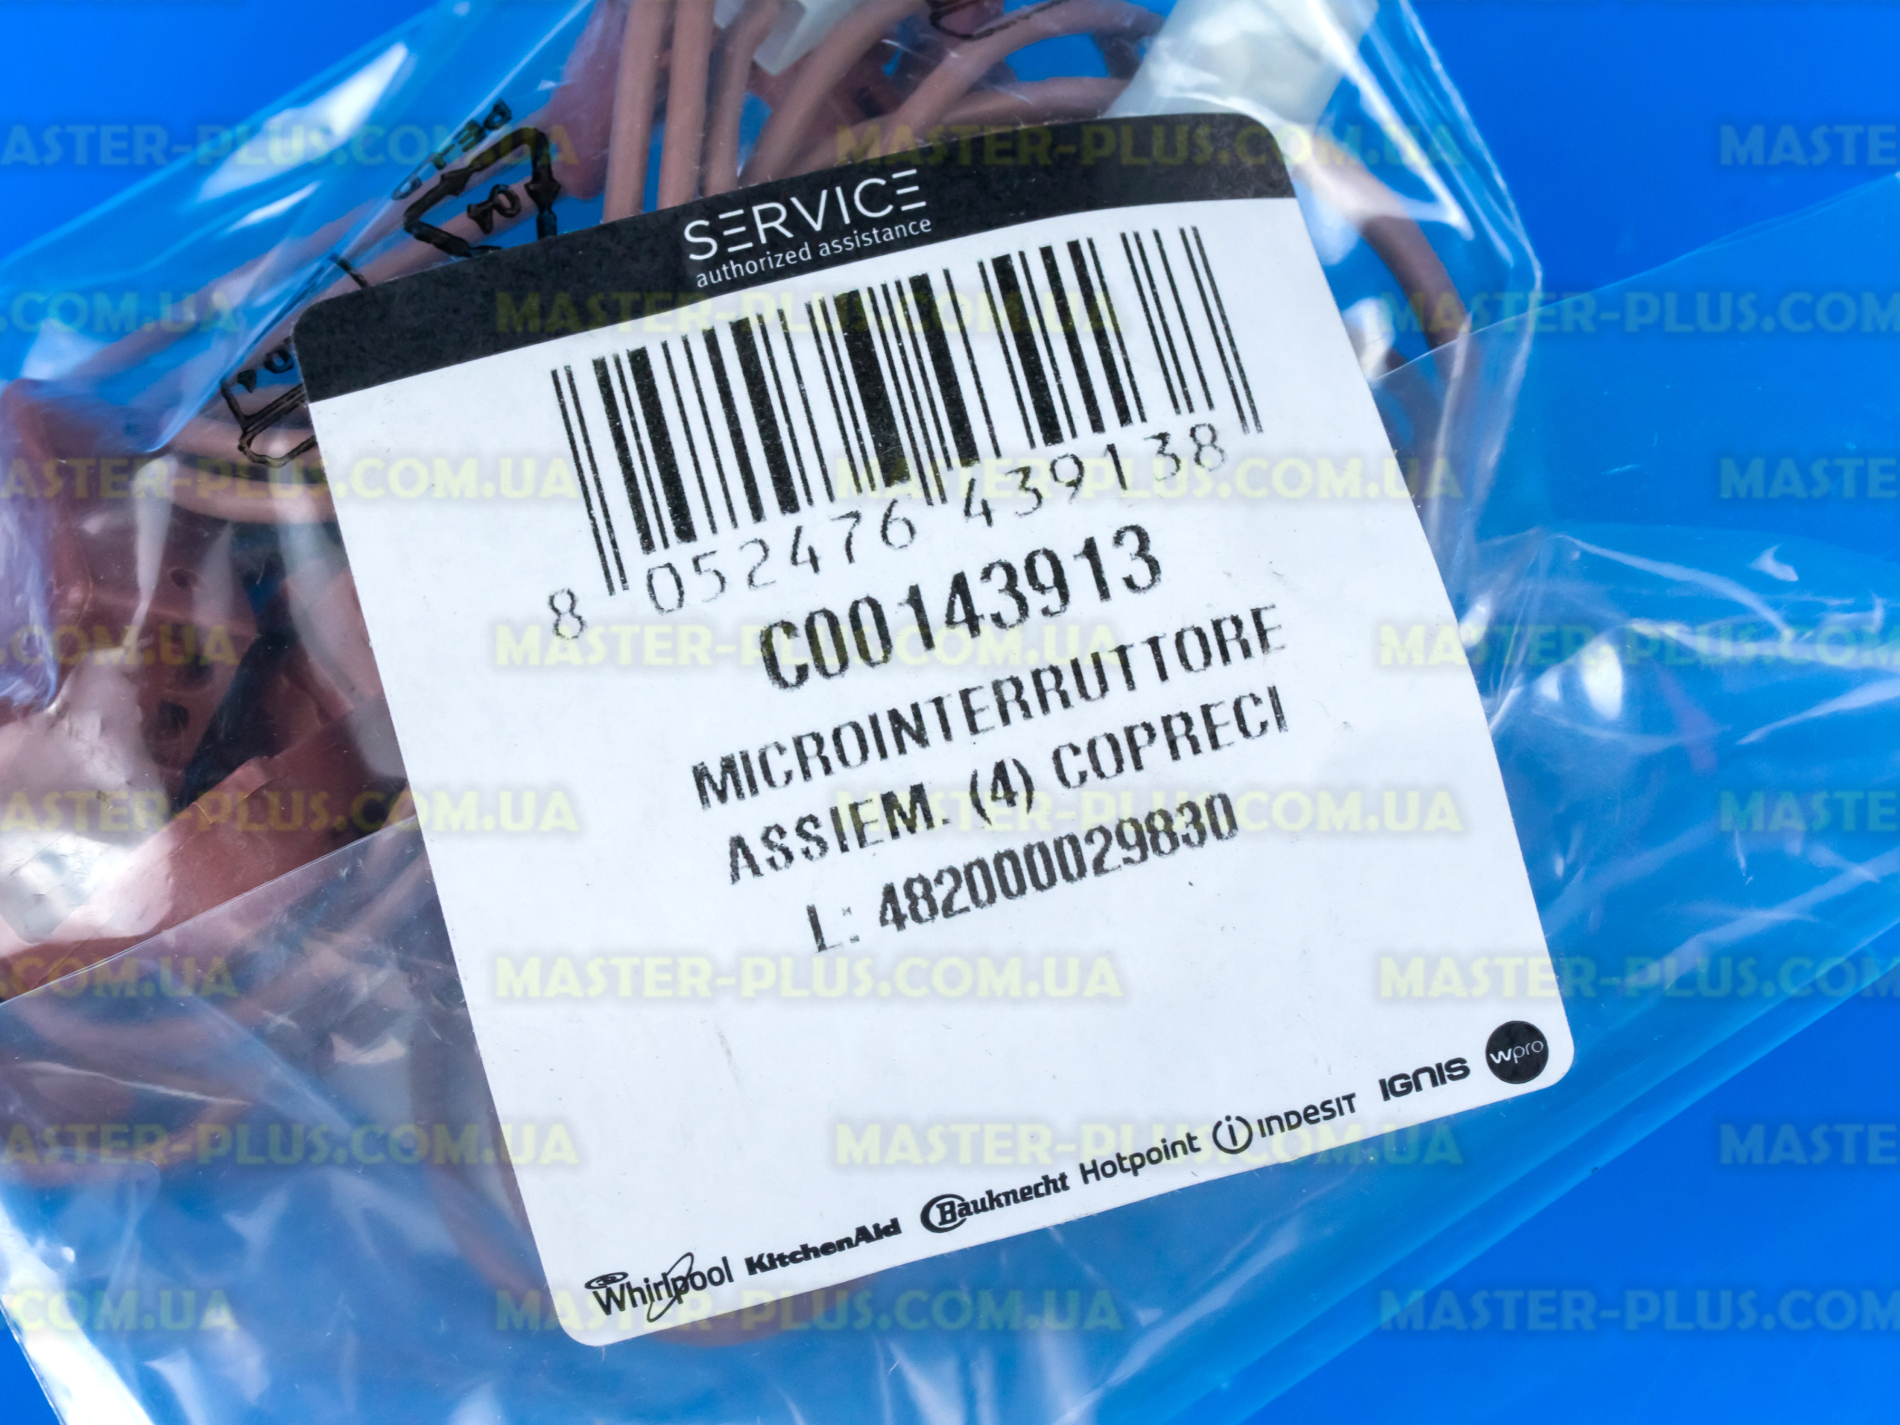 SERVICE
authorized assistance
8 052476 439138
C00143913
MICROINTERRUTTORE
ASSIEM. (4) COPRECI
L: 482000029830
Whirlpool KitchenAid Bauknecht Hotpoint indesit IGNIS wpro
MASTER-PLUS.COM.UA